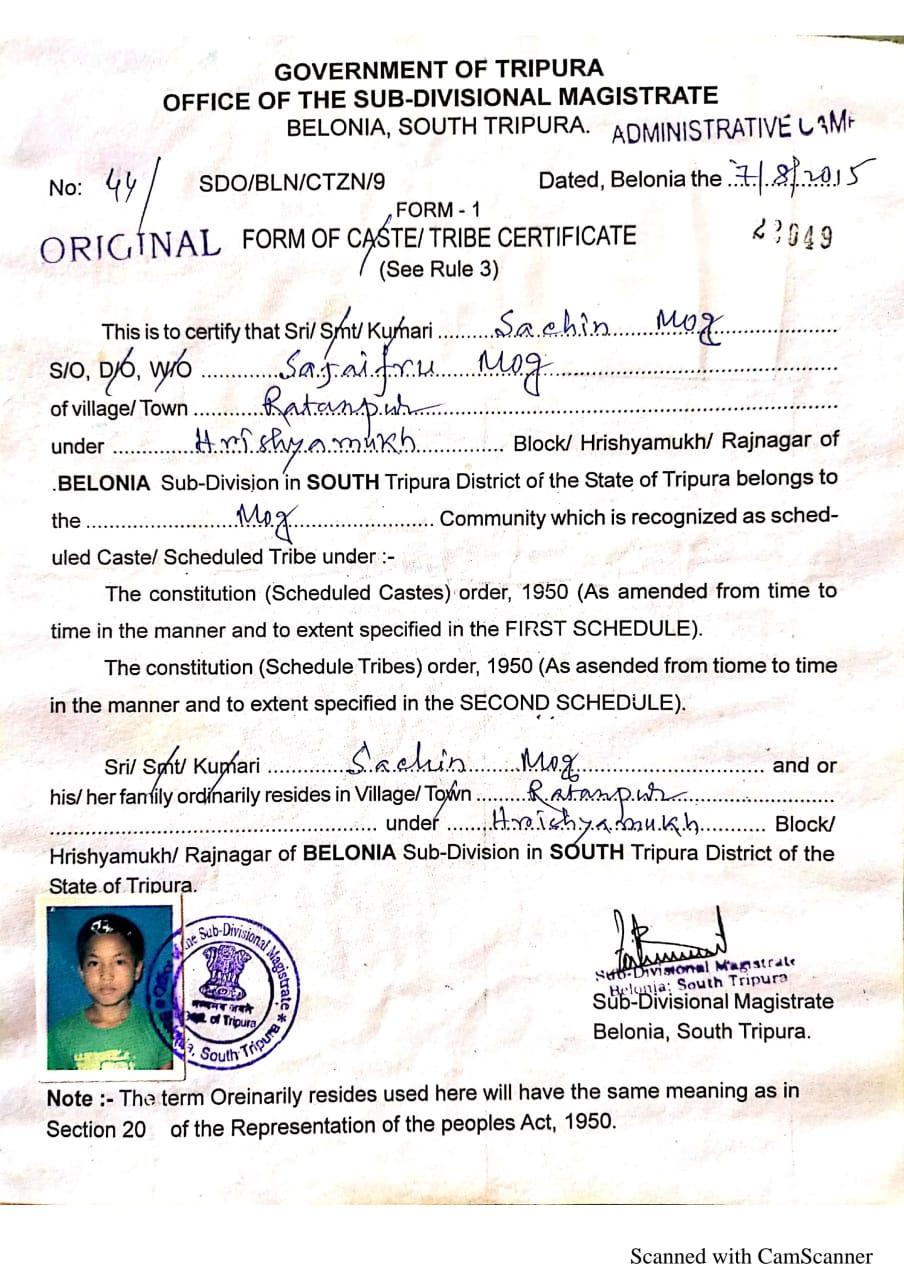 GOVERNMENT OF TRIPURA
OFFICE OF THE SUB-DIVISIONAL MAGISTRATE
BELONIA, SOUTH TRIPURA. ADMINISTRATIVE
No: 44/ SDO/BLN/CTZN/9 Dated, Belonia the 7/8/2015
FORM - 1
ORIGINAL FORM OF CASTE/ TRIBE CERTIFICATE
(See Rule 3)
This is to certify that Sri/ Smt/ Kumari ..........Sachin Mog....................
S/O, D/O, W/O .............Sajaifru Mog....................
of village/ Town ...........Ratanpur....................
under .............Hrishyamukh.............. Block/ Hrishyamukh/ Rajnagar of
.BELONIA Sub-Division in SOUTH Tripura District of the State of Tripura belongs to
the ......................Mog...................... Community which is recognized as sched-
uled Caste/ Scheduled Tribe under :-
The constitution (Scheduled Castes) order, 1950 (As amended from time to
time in the manner and to extent specified in the FIRST SCHEDULE).
The constitution (Schedule Tribes) order, 1950 (As asended from tiome to time
in the manner and to extent specified in the SECOND SCHEDULE).
Sri/ Smt/ Kumari .............Sachin Mog.............................. and or
his/ her family ordinarily resides in Village/ Town ........Ratanpur......................
.................................................... under .......Hrishyamukh.......... Block/
Hrishyamukh/ Rajnagar of BELONIA Sub-Division in SOUTH Tripura District of the
State of Tripura.
the Sub-Divisional Magistrate *
सत्यमेव जयते
of Tripura
South Tripura
Sub-Divisional Magistrate
Belonia, South Tripura
Sub-Divisional Magistrate
Belonia, South Tripura.
Note :- The term Oreinarily resides used here will have the same meaning as in
Section 20 of the Representation of the peoples Act, 1950.
Scanned with CamScanner